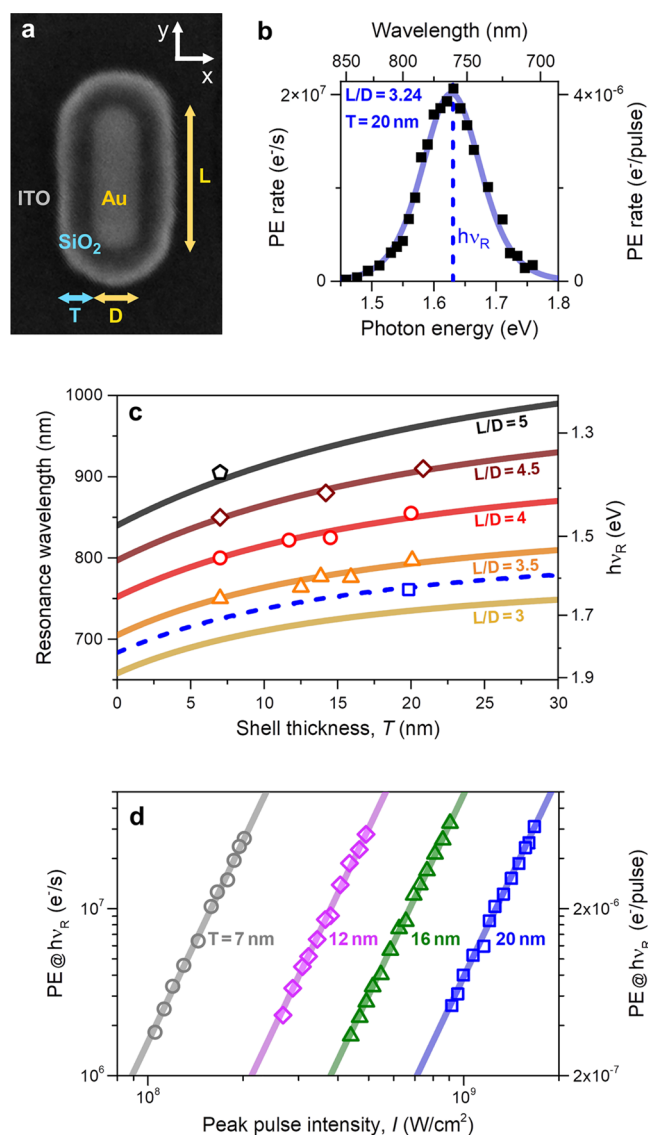 a
y
x
ITO
Au
L
SiO2
T
D
b
Wavelength (nm)
850 800 750 700
L/D=3.24
T=20 nm
2×10^7
0
PE rate (e-/s)
4×10^-6
0
PE rate (e-/pulse)
hνR
1.5 1.6 1.7 1.8
Photon energy (eV)
c
1000
900
800
700
Resonance wavelength (nm)
L/D=5
L/D=4.5
L/D=4
L/D=3.5
L/D=3
1.3
1.5
1.7
1.9
hνR (eV)
0 5 10 15 20 25 30
Shell thickness, T (nm)
d
10^7
10^6
PE@hνR (e-/s)
T=7 nm
12 nm
16 nm
20 nm
2×10^-6
2×10^-7
PE@hνR (e-/pulse)
10^8 10^9
Peak pulse intensity, I (W/cm2)